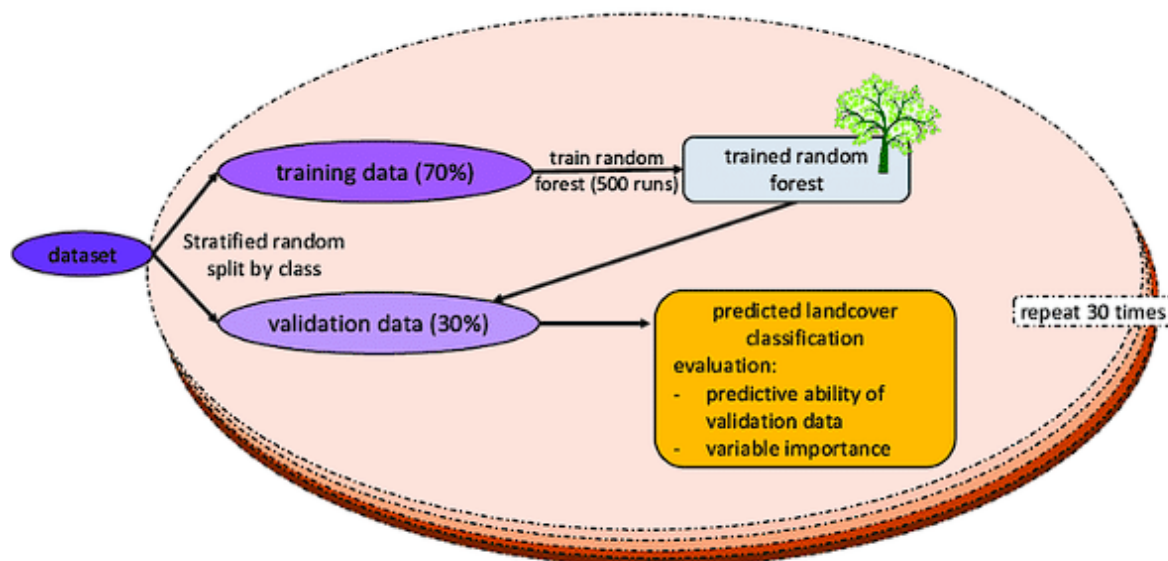 training data (70%)
train random
forest (500 runs)
trained random
forest
dataset
Stratified random
split by class
validation data (30%)
predicted landcover
classification
evaluation:
- predictive ability of
validation data
- variable importance
repeat 30 times